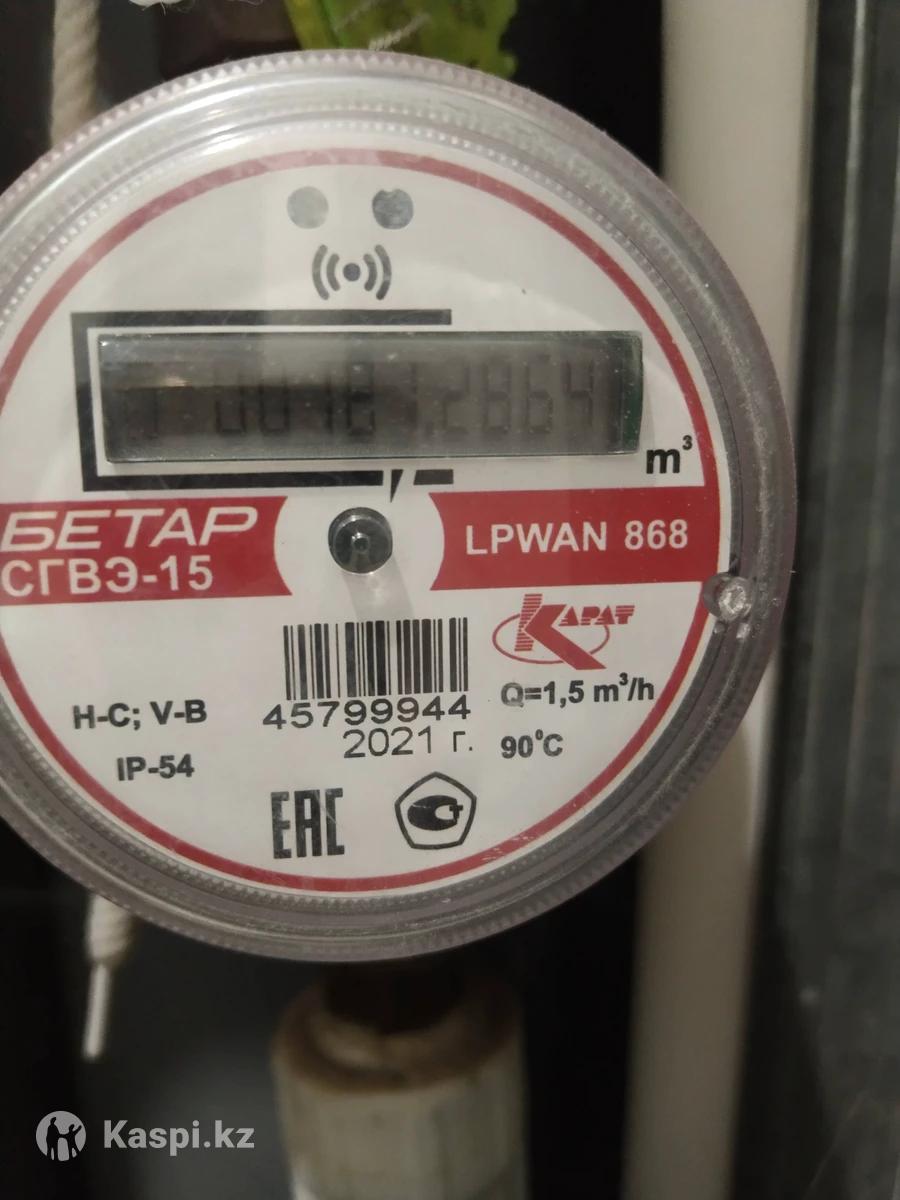 00181.2864
m³
БЕТАР
СГВЭ-15
LPWAN 868
КАРАТ
H-C; V-B
45799944
Q=1,5 m³/h
2021 г.
90°C
IP-54
EAC
Kaspi.kz